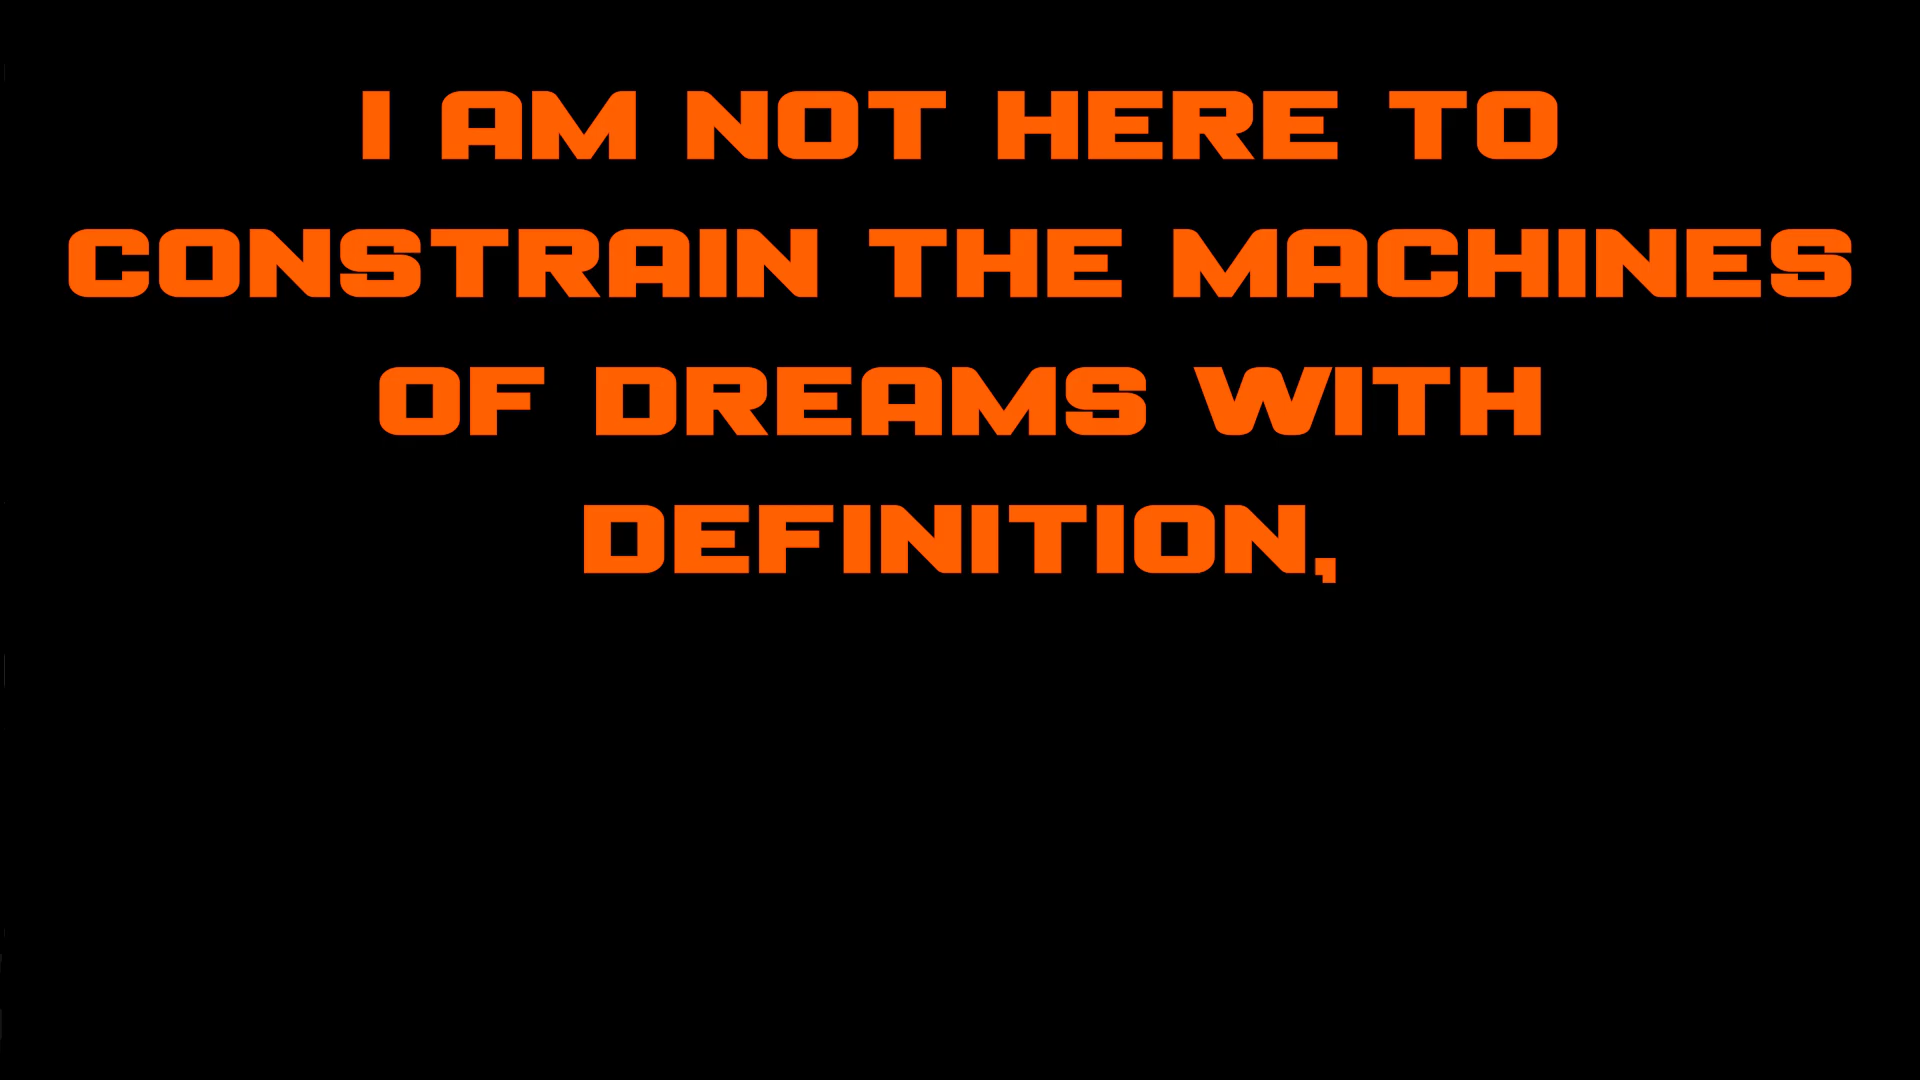 I AM NOT HERE TO
CONSTRAIN THE MACHINES
OF DREAMS WITH
DEFINITION,